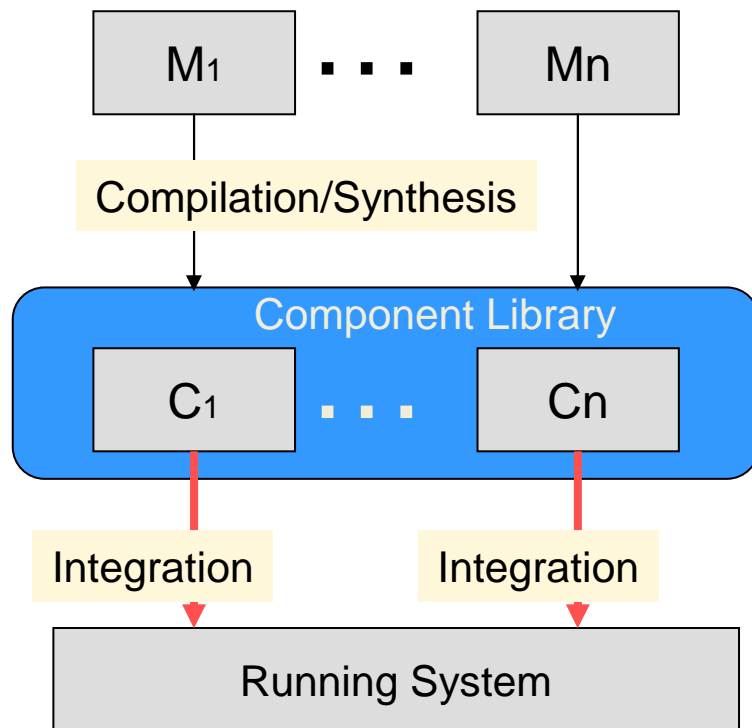 M1 ... Mn
Compilation/Synthesis
Component Library
C1 ... Cn
Integration Integration
Running System